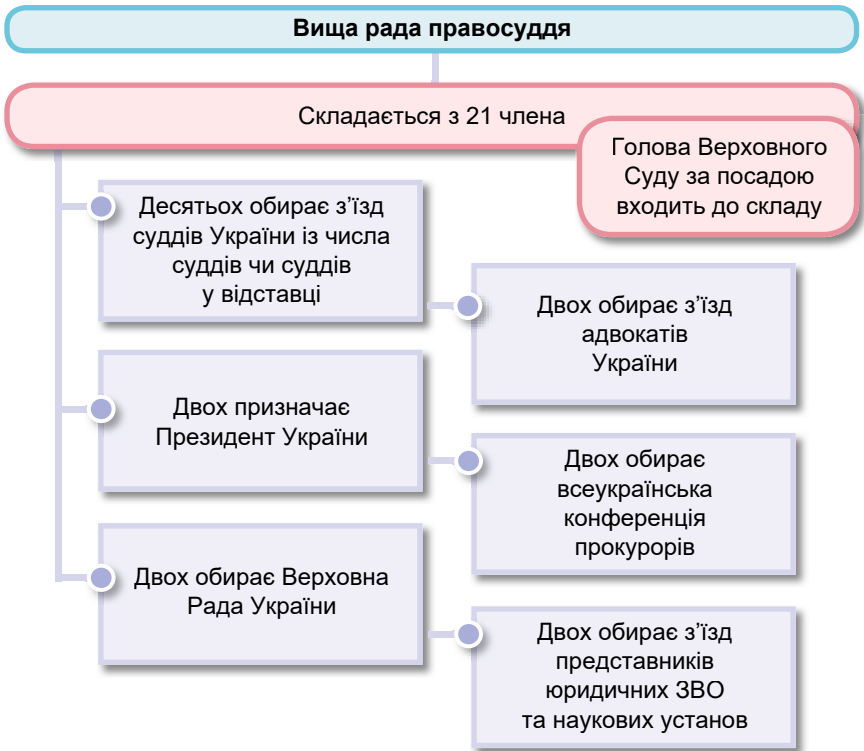 Вища рада правосуддя
Складається з 21 члена
Голова Верховного
Суду за посадою
входить до складу
Десятьох обирає з’їзд
суддів України із числа
суддів чи суддів
у відставці
Двох обирає з’їзд
адвокатів
України
Двох призначає
Президент України
Двох обирає
всеукраїнська
конференція
прокурорів
Двох обирає Верховна
Рада України
Двох обирає з’їзд
представників
юридичних ЗВО
та наукових установ